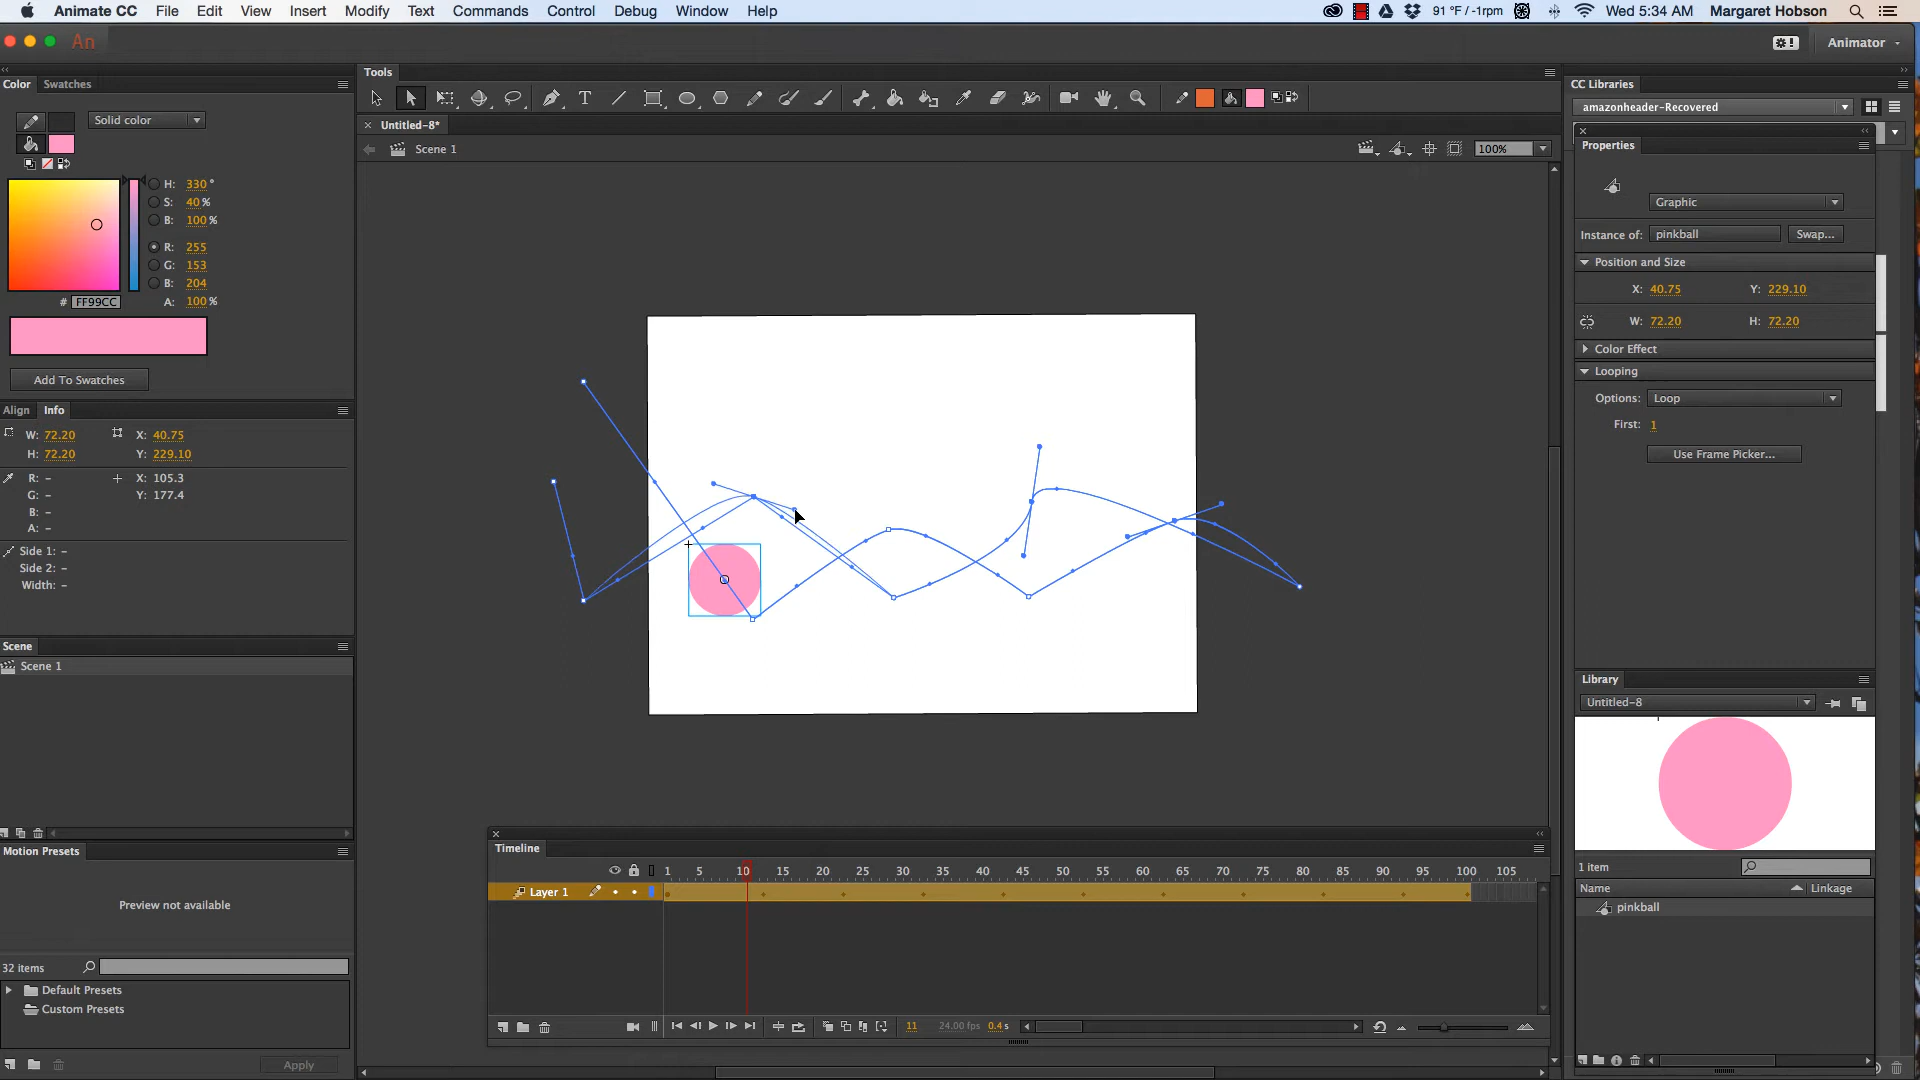 Animate CC File Edit View Insert Modify Text Commands Control Debug Window Help 91 °F / -1rpm Wed 5:34 AM Margaret Hobson
An Animator
Color Swatches Tools CC Libraries
amazonheader-Recovered
Solid color
Untitled-8*
Properties
Scene 1 100%
H: 330 °
S: 40 %
B: 100 %
R: 255
G: 153
B: 204
# FF99CC A: 100 %
Add To Swatches
Graphic
Instance of: pinkball Swap...
Position and Size
X: 40.75 Y: 229.10
W: 72.20 H: 72.20
Color Effect
Looping
Options: Loop
First: 1
Use Frame Picker...
Align Info
W: 72.20 X: 40.75
H: 72.20 Y: 229.10
R: – X: 105.3
G: – Y: 177.4
B: –
A: –
Side 1: –
Side 2: –
Width: –
Scene
Scene 1
Library
Untitled-8
1 item
Name Linkage
pinkball
Motion Presets
Preview not available
32 items
Default Presets
Custom Presets
Apply
Timeline
1 5 10 15 20 25 30 35 40 45 50 55 60 65 70 75 80 85 90 95 100 105
Layer 1
11 24.00 fps 0.4 s